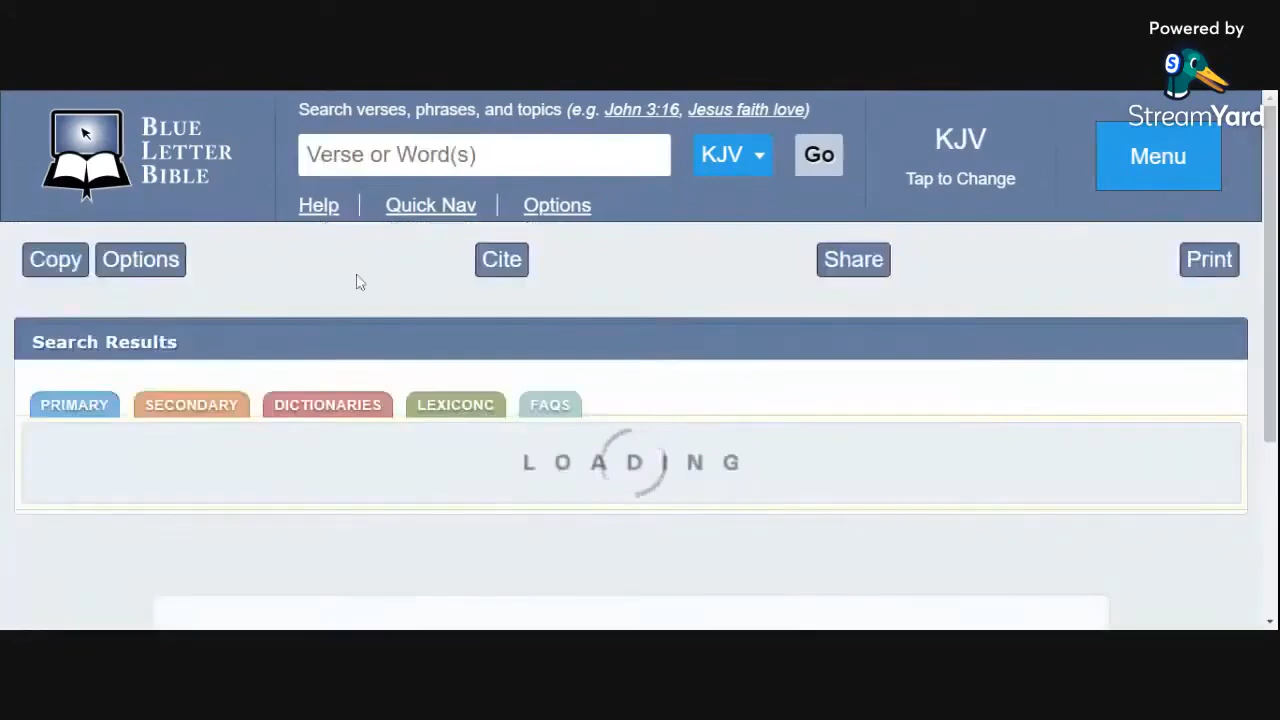 Powered by
StreamYard
BLUE
LETTER
BIBLE
Search verses, phrases, and topics (e.g. John 3:16, Jesus faith love)
Verse or Word(s)
KJV
Go
KJV
Tap to Change
Menu
Help
Quick Nav
Options
Copy
Options
Cite
Share
Print
Search Results
PRIMARY
SECONDARY
DICTIONARIES
LEXICONC
FAQS
LOADING